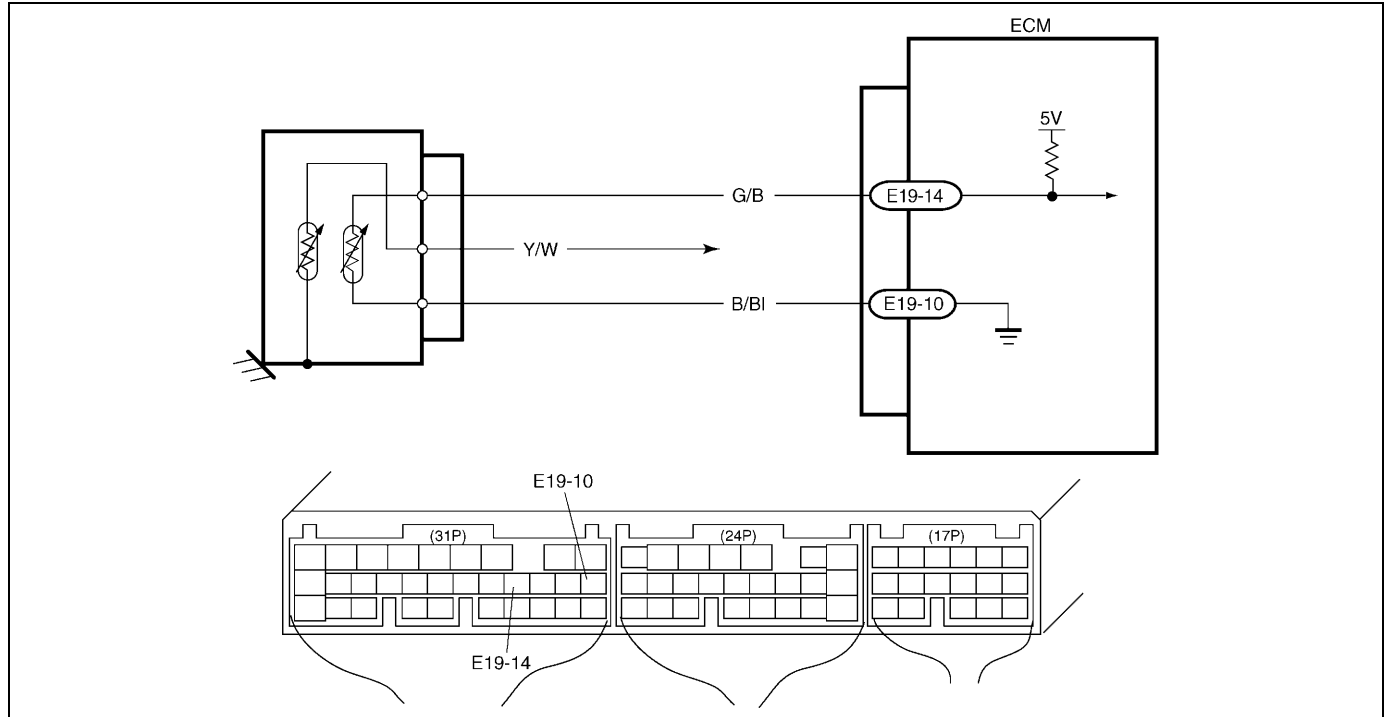 ECM
5V
G/B
E19-14
Y/W
B/Bl
E19-10
E19-10
(31P)
(24P)
(17P)
E19-14